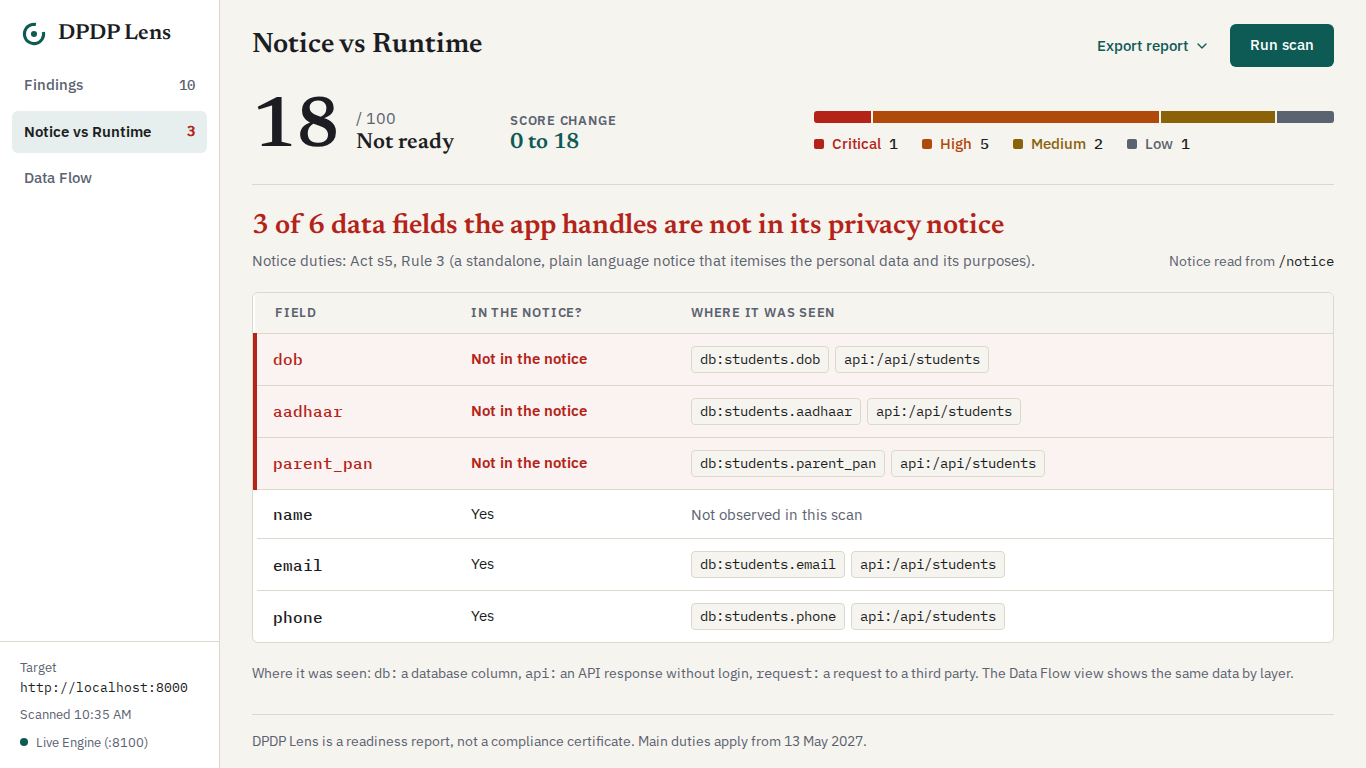 DPDP Lens
Findings 10
Notice vs Runtime 3
Data Flow
Target
http://localhost:8000
Scanned 10:35 AM
Live Engine (:8100)
Notice vs Runtime
Export report
Run scan
18 / 100
Not ready
SCORE CHANGE
0 to 18
Critical 1 High 5 Medium 2 Low 1
3 of 6 data fields the app handles are not in its privacy notice
Notice duties: Act s5, Rule 3 (a standalone, plain language notice that itemises the personal data and its purposes).
Notice read from /notice
FIELD IN THE NOTICE? WHERE IT WAS SEEN
dob Not in the notice db:students.dob api:/api/students
aadhaar Not in the notice db:students.aadhaar api:/api/students
parent_pan Not in the notice db:students.parent_pan api:/api/students
name Yes Not observed in this scan
email Yes db:students.email api:/api/students
phone Yes db:students.phone api:/api/students
Where it was seen: db: a database column, api: an API response without login, request: a request to a third party. The Data Flow view shows the same data by layer.
DPDP Lens is a readiness report, not a compliance certificate. Main duties apply from 13 May 2027.